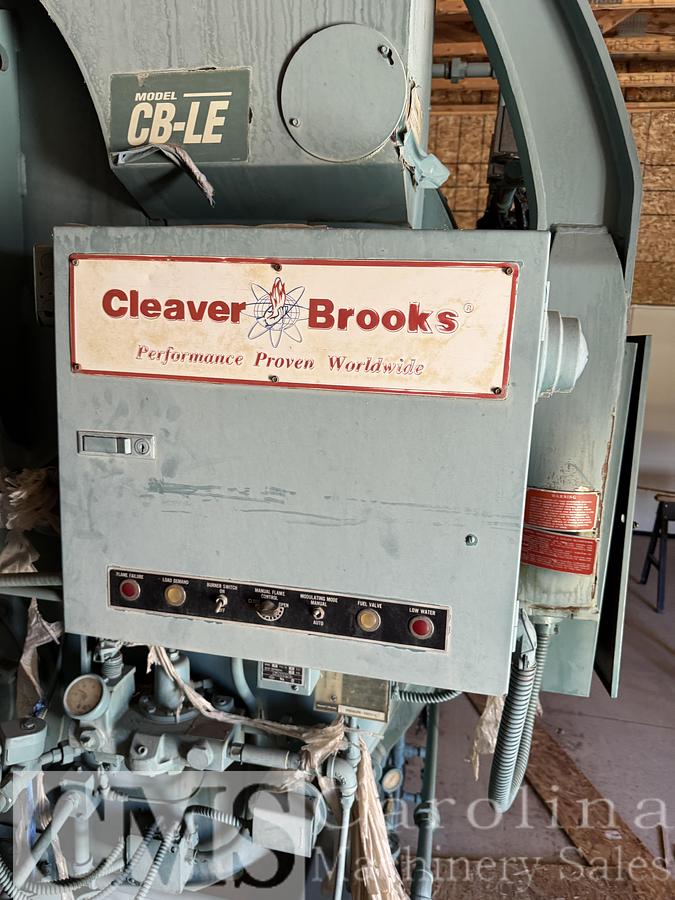 MODEL
CB-LE
Cleaver Brooks®
Performance Proven Worldwide
WARNING
FLAME FAILURE
LOAD DEMAND
BURNER SWITCH
ON
MANUAL FLAME
CONTROL
OPEN
MODULATING MODE
MANUAL
AUTO
FUEL VALVE
LOW WATER
CMS Carolina
Machinery Sales